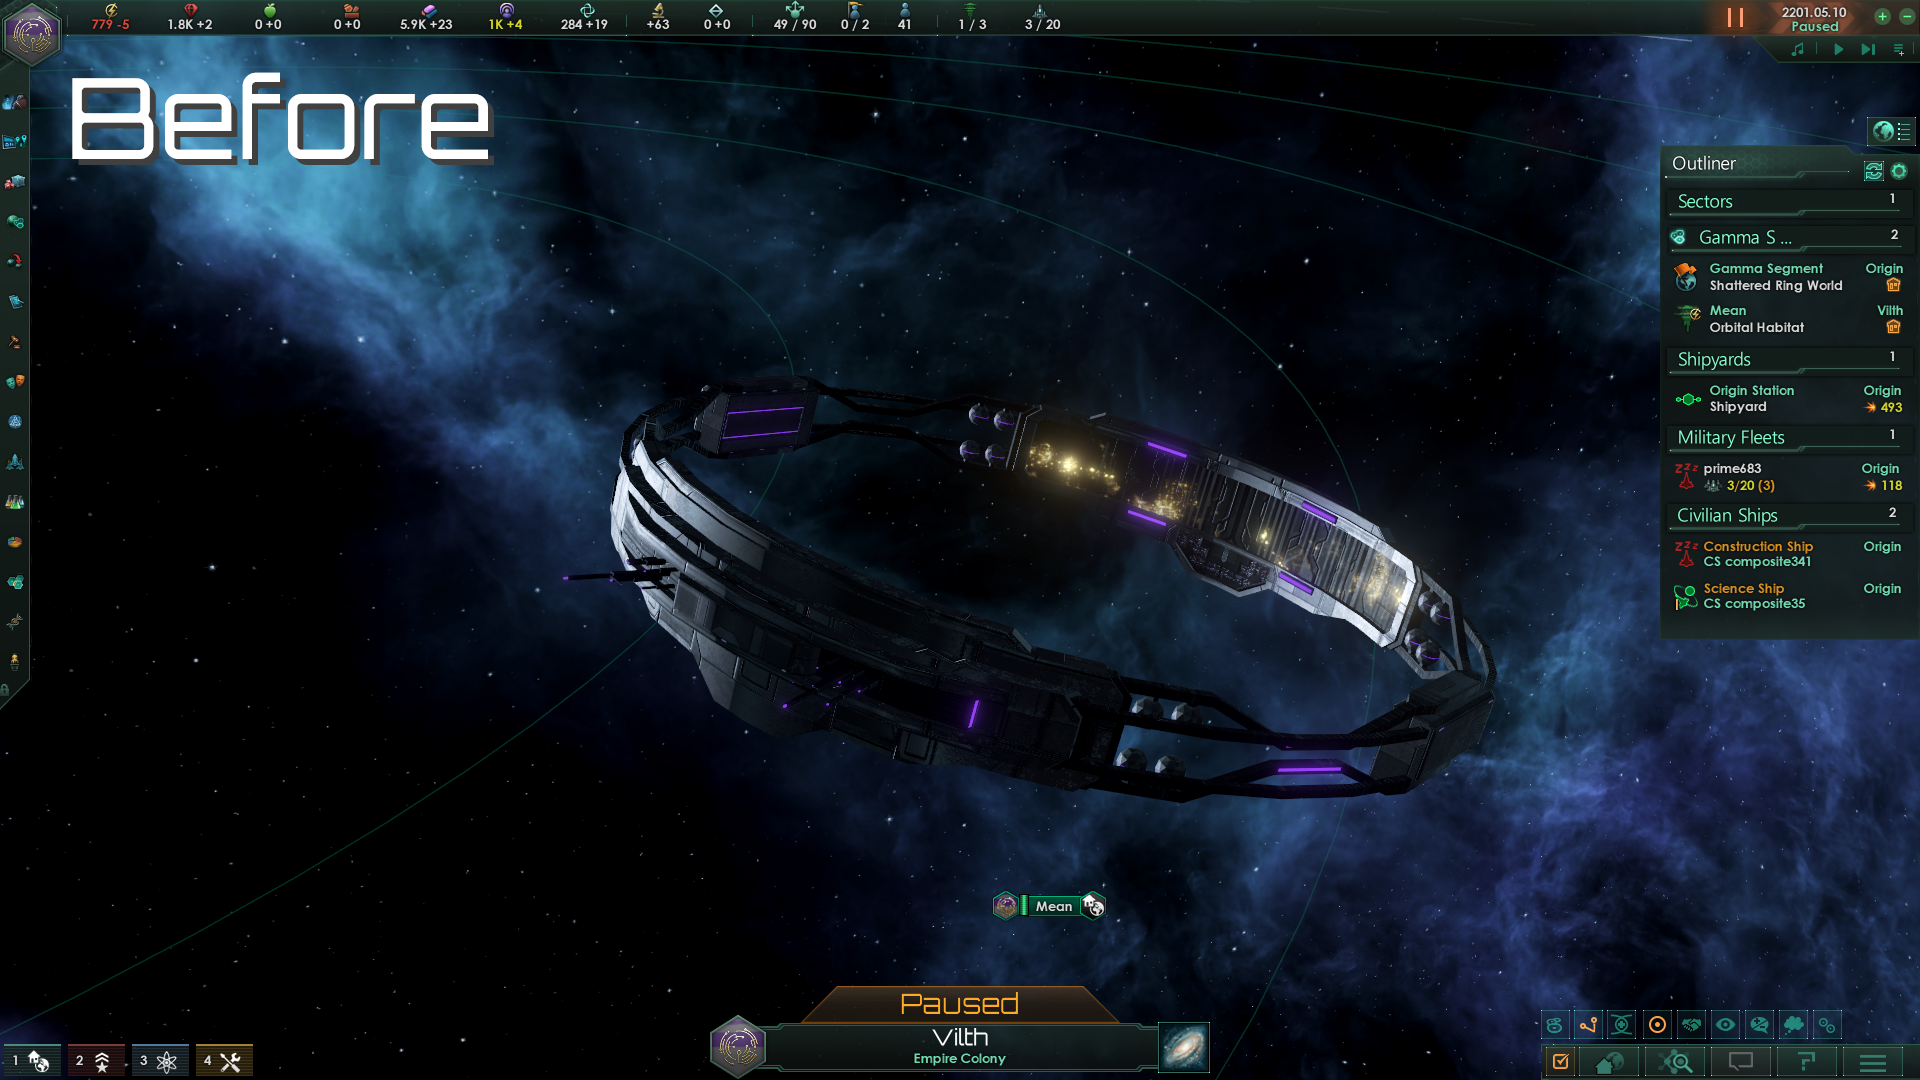 779 -5 1.8K +2 0 +0 0 +0 5.9K +23 1K +4 284 +19 +63 0 +0 49 / 90 0 / 2 41 1 / 3 3 / 20
2201.05.10
Paused
Before
Outliner
Sectors 1
Gamma S ... 2
Gamma Segment Origin
Shattered Ring World
Mean Vilth
Orbital Habitat
Shipyards 1
Origin Station Origin
Shipyard 493
Military Fleets 1
prime683 Origin
3/20 (3) 118
Civilian Ships 2
Construction Ship Origin
CS composite341
Science Ship Origin
CS composite35
Mean
Paused
Vilth
Empire Colony
1 2 3 4